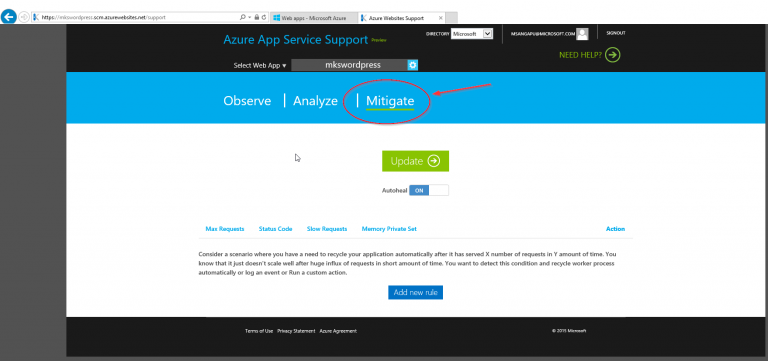 https://mkswordpress.scm.azurewebsites.net/support
Web apps - Microsoft Azure
Azure Websites Support
Azure App Service Support Preview
DIRECTORY Microsoft
MSANGAPU@MICROSOFT.COM
SIGNOUT
NEED HELP?
Select Web App ▾ mkswordpress
Observe | Analyze | Mitigate
Update
Autoheal ON
Max Requests Status Code Slow Requests Memory Private Set Action
Consider a scenario where you have a need to recycle your application automatically after it has served X number of requests in Y amount of time. You
know that it just doesn't scale well after huge influx of requests in short amount of time. You want to detect this condition and recycle worker process
automatically or log an event or Run a custom action.
Add new rule
Terms of Use Privacy Statement Azure Agreement © 2015 Microsoft